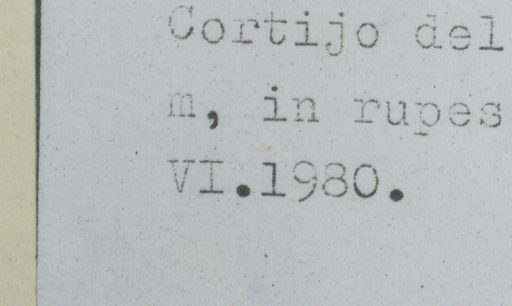 Cortijo del
m, in rupes
VI.1980.